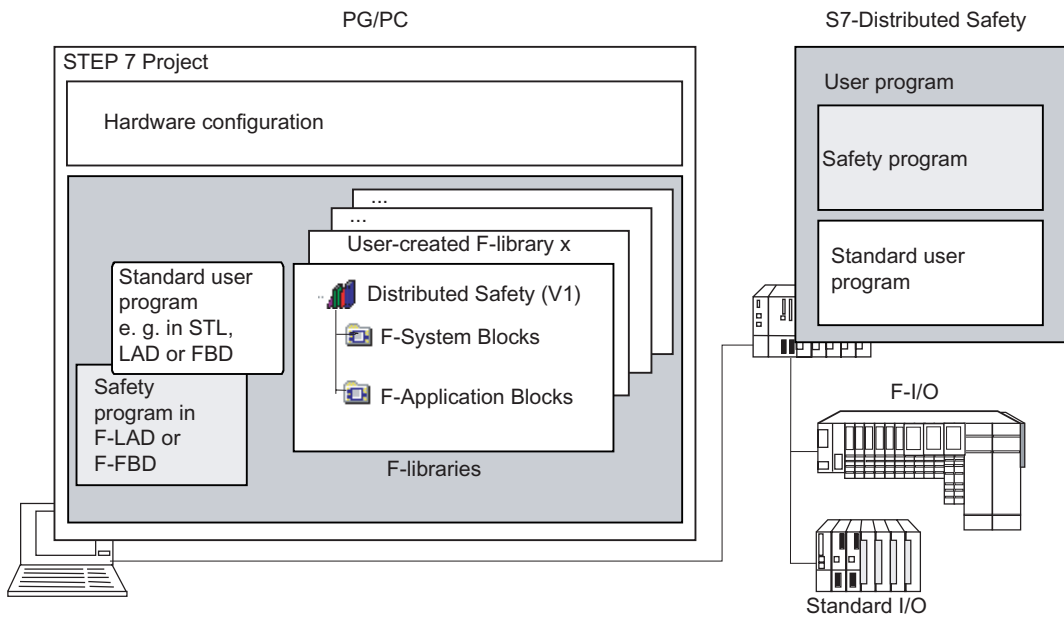 PG/PC
S7-Distributed Safety
STEP 7 Project
Hardware configuration
...
...
User-created F-library x
Distributed Safety (V1)
F-System Blocks
F-Application Blocks
F-libraries
Standard user
program
e. g. in STL,
LAD or FBD
Safety
program in
F-LAD or
F-FBD
User program
Safety program
Standard user
program
F-I/O
Standard I/O